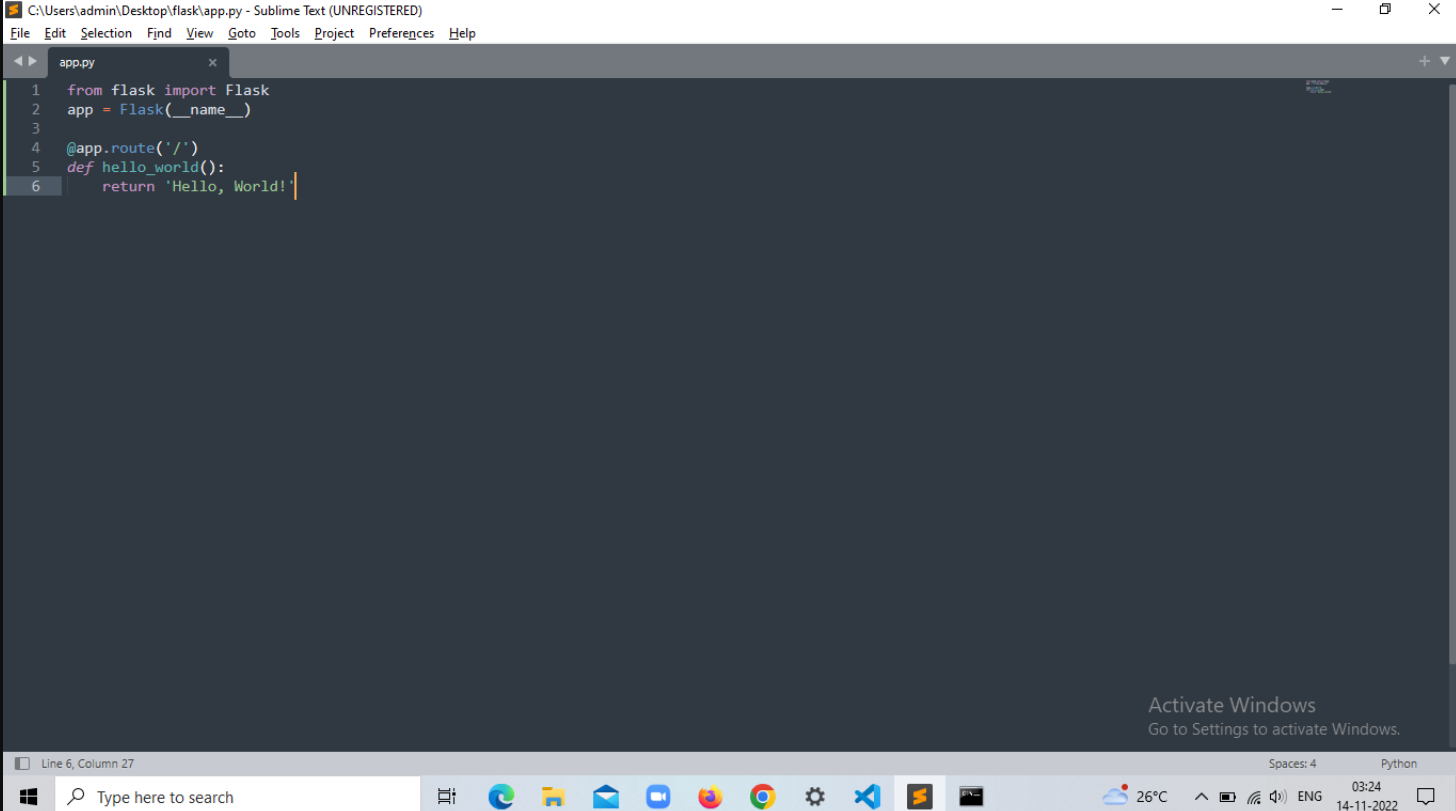 C:\Users\admin\Desktop\flask\app.py - Sublime Text (UNREGISTERED)
File Edit Selection Find View Goto Tools Project Preferences Help
app.py
1 from flask import Flask
2 app = Flask(__name__)
3
4 @app.route('/')
5 def hello_world():
6     return 'Hello, World!'
Activate Windows
Go to Settings to activate Windows.
Line 6, Column 27 Spaces: 4 Python
Type here to search 26°C ENG 03:24
14-11-2022